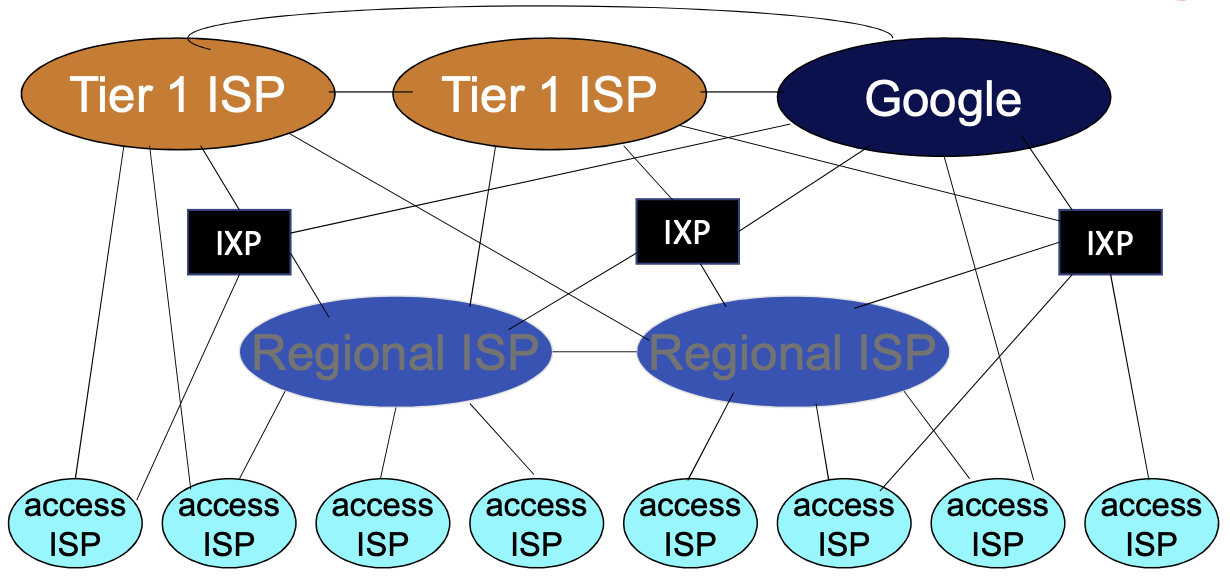 Tier 1 ISP
Tier 1 ISP
Google
IXP
IXP
IXP
Regional ISP
Regional ISP
access
ISP
access
ISP
access
ISP
access
ISP
access
ISP
access
ISP
access
ISP
access
ISP